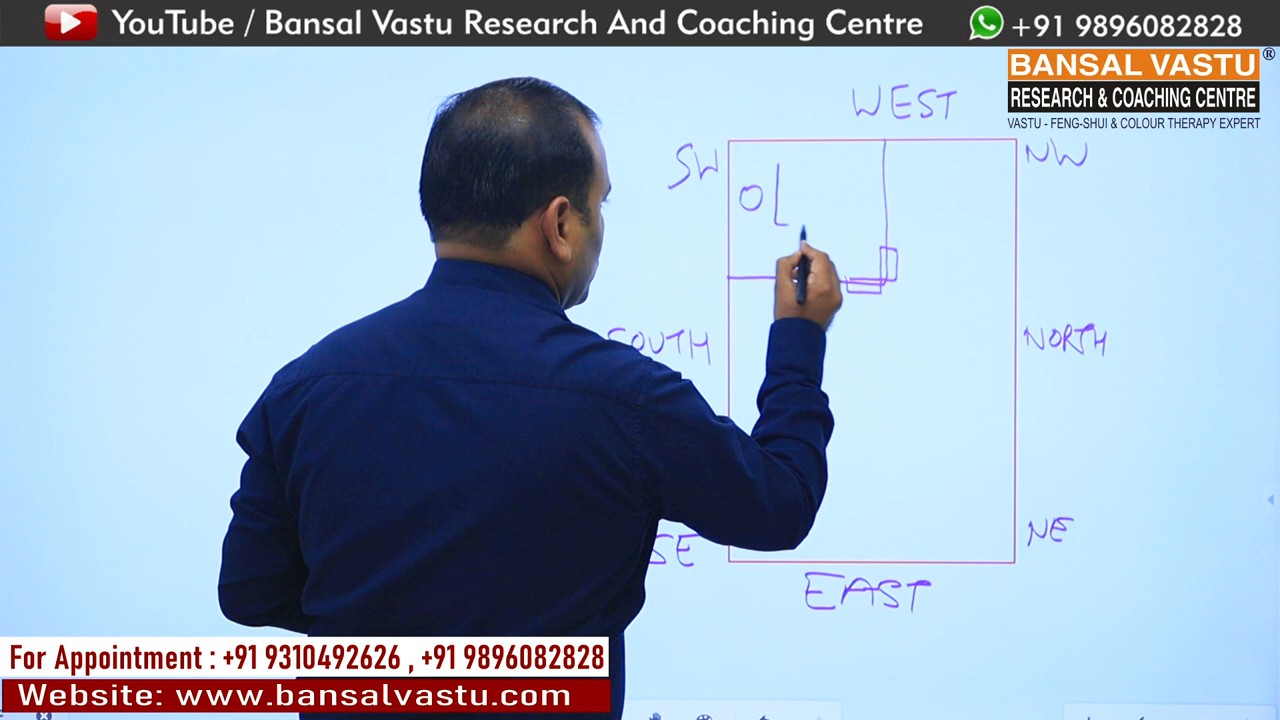 YouTube / Bansal Vastu Research And Coaching Centre
+91 9896082828
BANSAL VASTU®
RESEARCH & COACHING CENTRE
VASTU - FENG-SHUI & COLOUR THERAPY EXPERT
WEST
SW
NW
OL
SOUTH
NORTH
SE
NE
EAST
For Appointment : +91 9310492626 , +91 9896082828
Website: www.bansalvastu.com